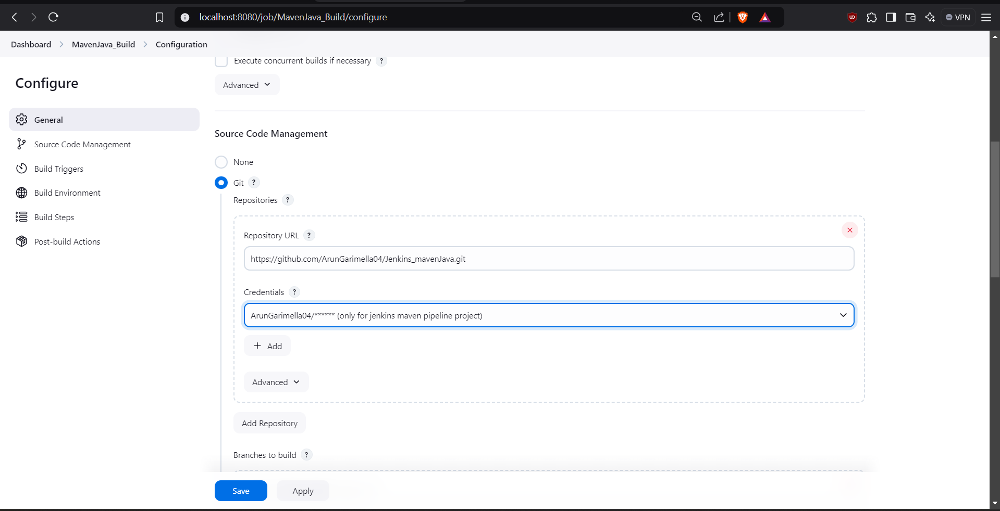 localhost:8080/job/MavenJava_Build/configure
VPN
Dashboard > MavenJava_Build > Configuration
Configure
General
Source Code Management
Build Triggers
Build Environment
Build Steps
Post-build Actions
Execute concurrent builds if necessary ?
Advanced
Source Code Management
None
Git ?
Repositories ?
Repository URL ?
https://github.com/ArunGarimella04/Jenkins_mavenJava.git
Credentials ?
ArunGarimella04/****** (only for jenkins maven pipeline project)
+ Add
Advanced
Add Repository
Branches to build ?
Save
Apply